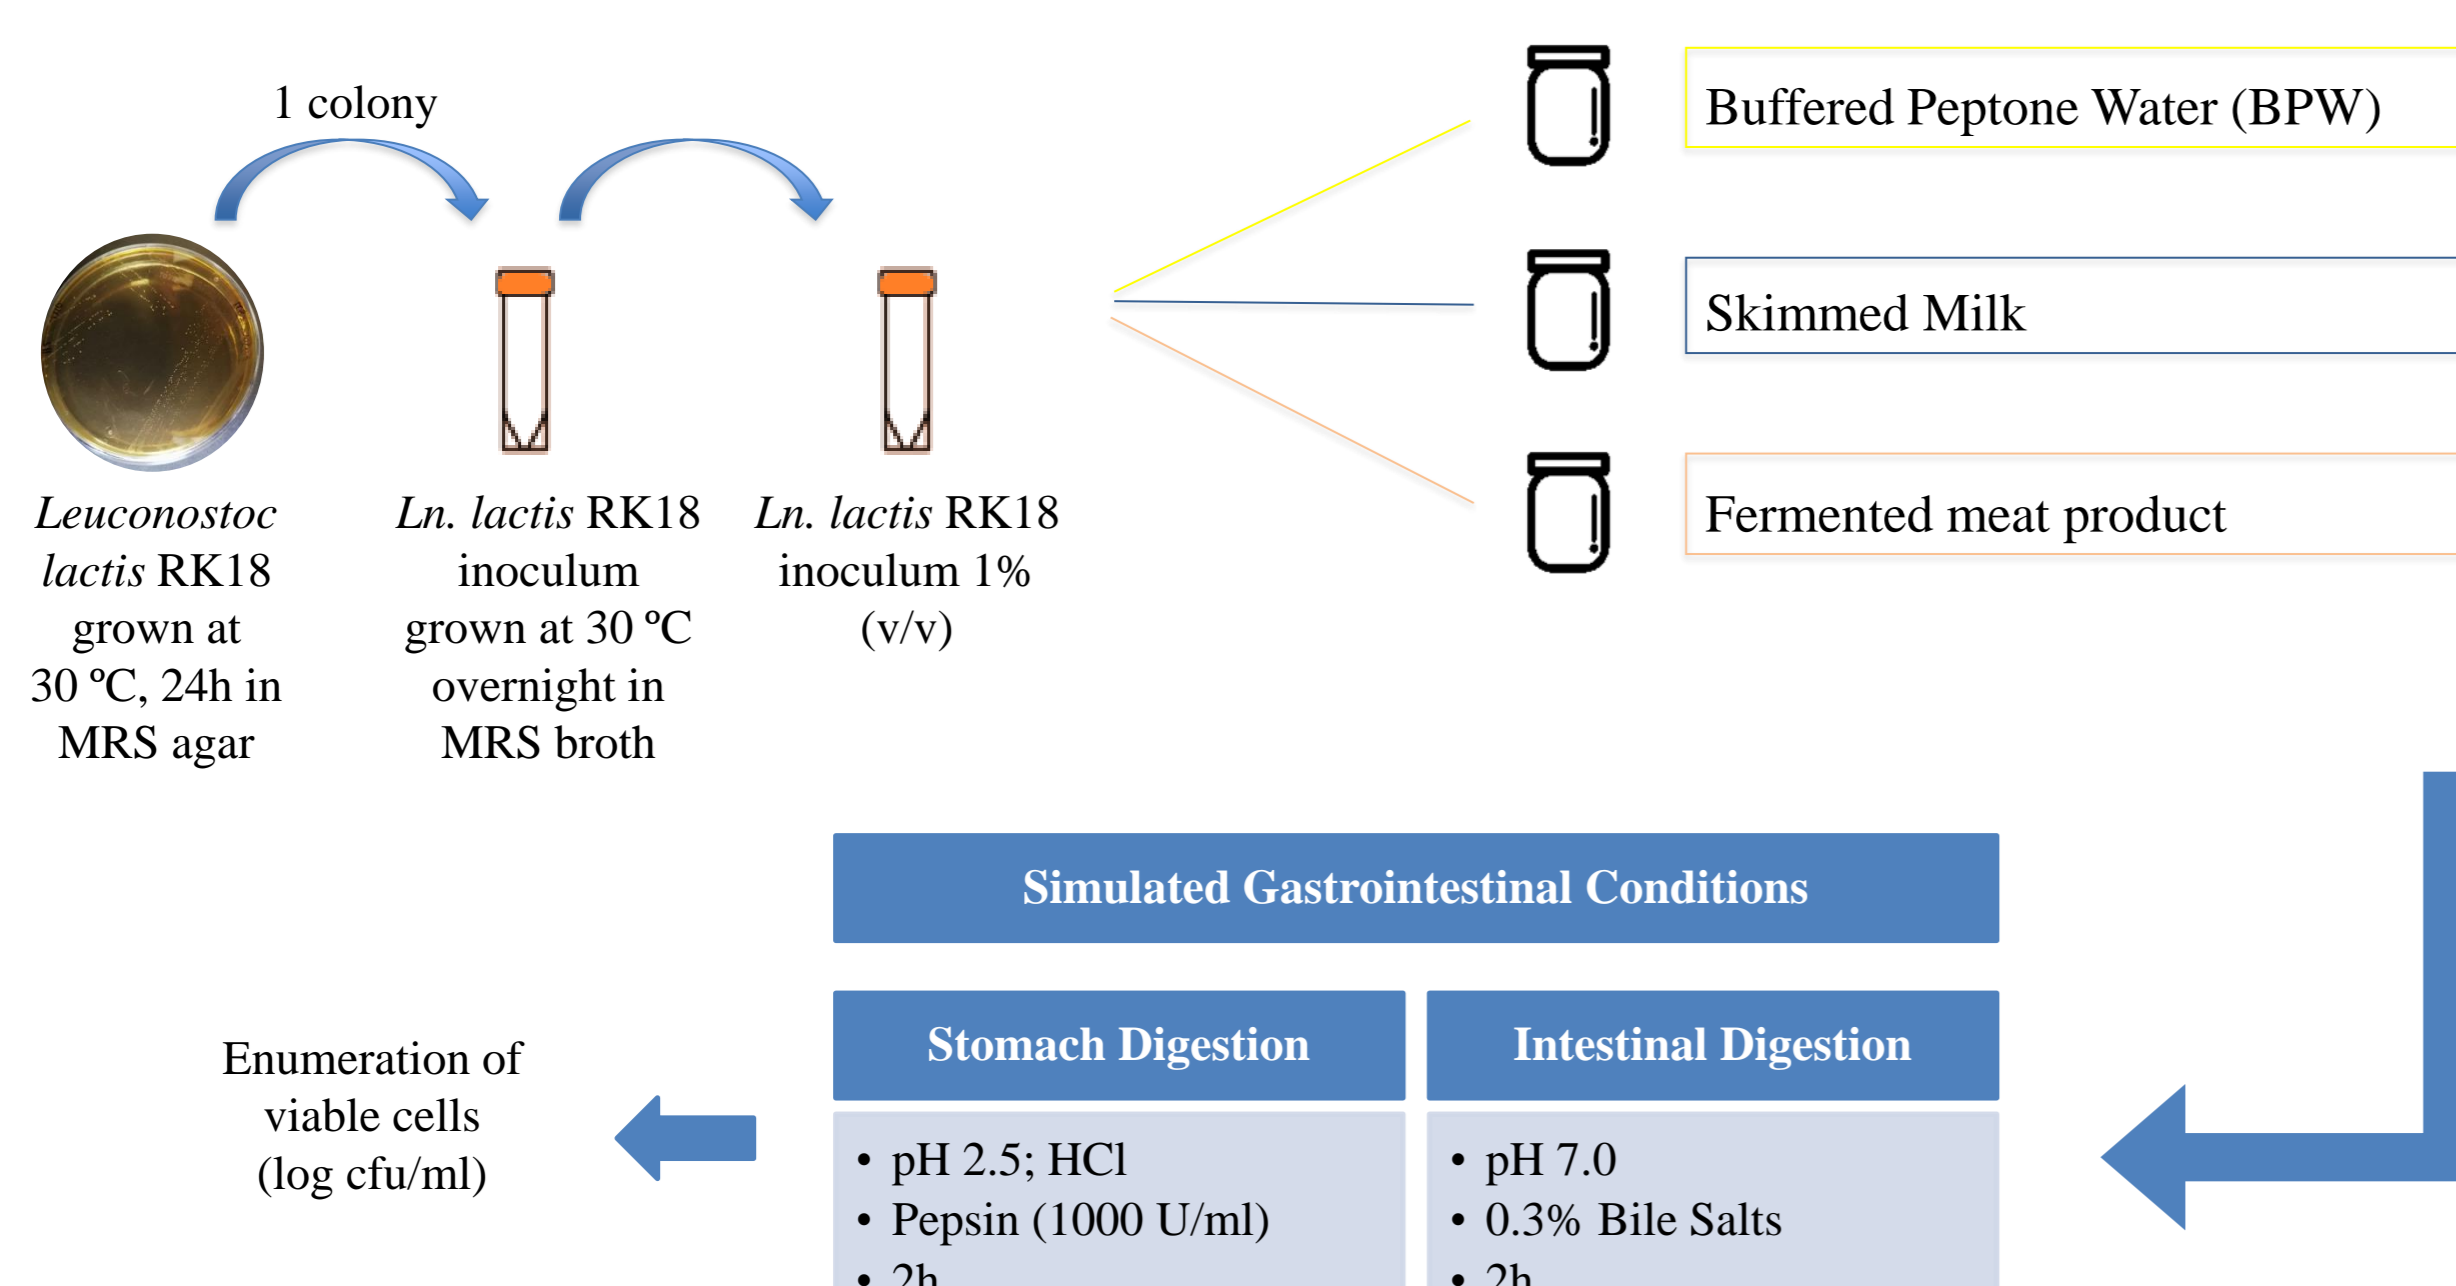 1 colony
Leuconostoc
lactis RK18
grown at
30 ºC, 24h in
MRS agar
Ln. lactis RK18
inoculum
grown at 30 ºC
overnight in
MRS broth
Ln. lactis RK18
inoculum 1%
(v/v)
Buffered Peptone Water (BPW)
Skimmed Milk
Fermented meat product
Simulated Gastrointestinal Conditions
Stomach Digestion
• pH 2.5; HCl
• Pepsin (1000 U/ml)
• 2h
Intestinal Digestion
• pH 7.0
• 0.3% Bile Salts
• 2h
Enumeration of
viable cells
(log cfu/ml)